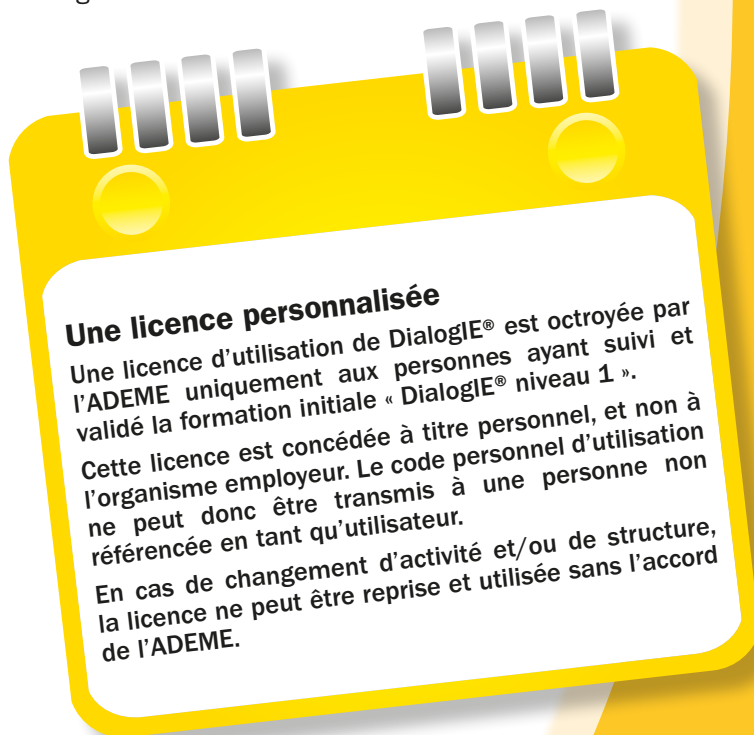 Une licence personnalisée
Une licence d'utilisation de DialogIE® est octroyée par
l'ADEME uniquement aux personnes ayant suivi et
validé la formation initiale « DialogIE® niveau 1 ».
Cette licence est concédée à titre personnel, et non à
l'organisme employeur. Le code personnel d'utilisation
ne peut donc être transmis à une personne non
référencée en tant qu'utilisateur.
En cas de changement d'activité et/ou de structure,
la licence ne peut être reprise et utilisée sans l'accord
de l'ADEME.